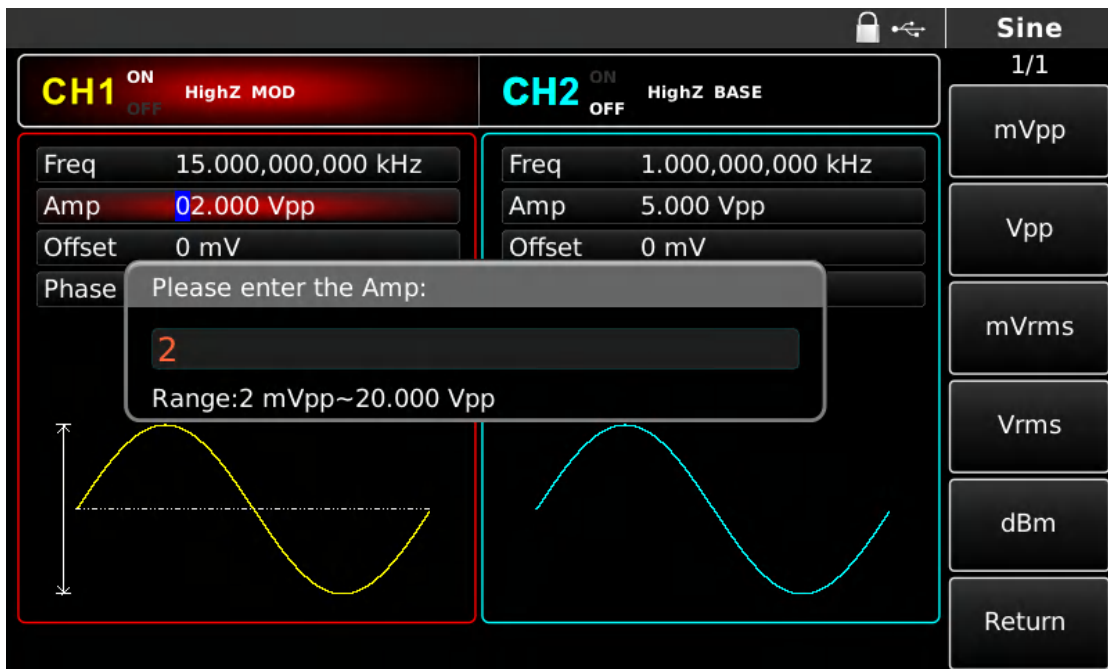 Sine
1/1
CH1 ON OFF HighZ MOD
CH2 ON OFF HighZ BASE
Freq 15.000,000,000 kHz
Amp 02.000 Vpp
Offset 0 mV
Phase
Freq 1.000,000,000 kHz
Amp 5.000 Vpp
Offset 0 mV
Please enter the Amp:
2
Range:2 mVpp~20.000 Vpp
mVpp
Vpp
mVrms
Vrms
dBm
Return